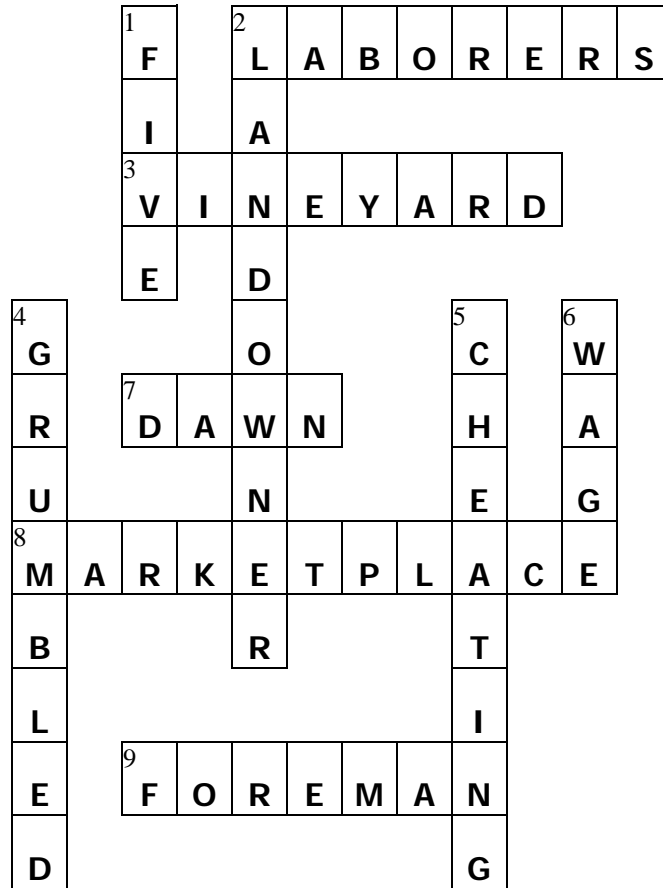 1 2
F L A B O R E R S
I A
3
V I N E Y A R D
E D
4 5 6
G O C W
7
R D A W N H A
U N E G
8
M A R K E T P L A C E
B R T
L I
9
E F O R E M A N
D G